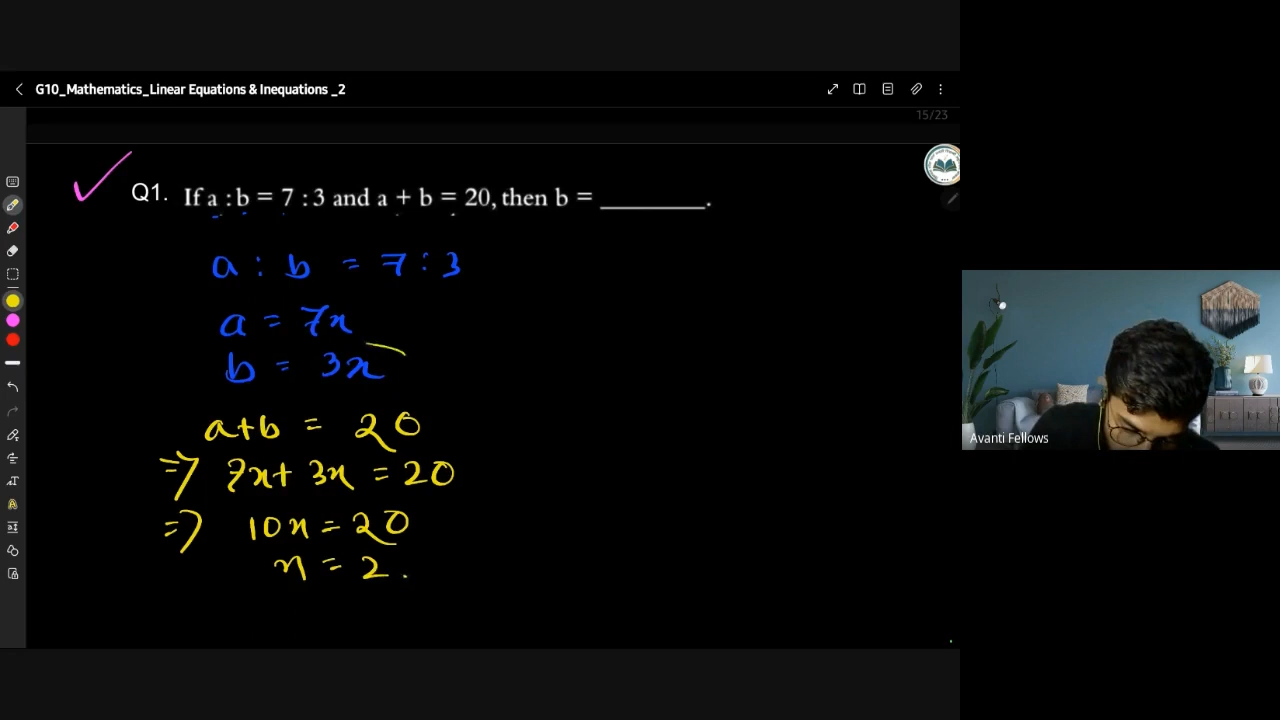 G10_Mathematics_Linear Equations & Inequations _2
15/23
Q1. If a : b = 7 : 3 and a + b = 20, then b = ________.
a : b = 7 : 3
a = 7x
b = 3x
a+b = 20
=> 7x+ 3x = 20
=> 10x = 20
x = 2.
Avanti Fellows